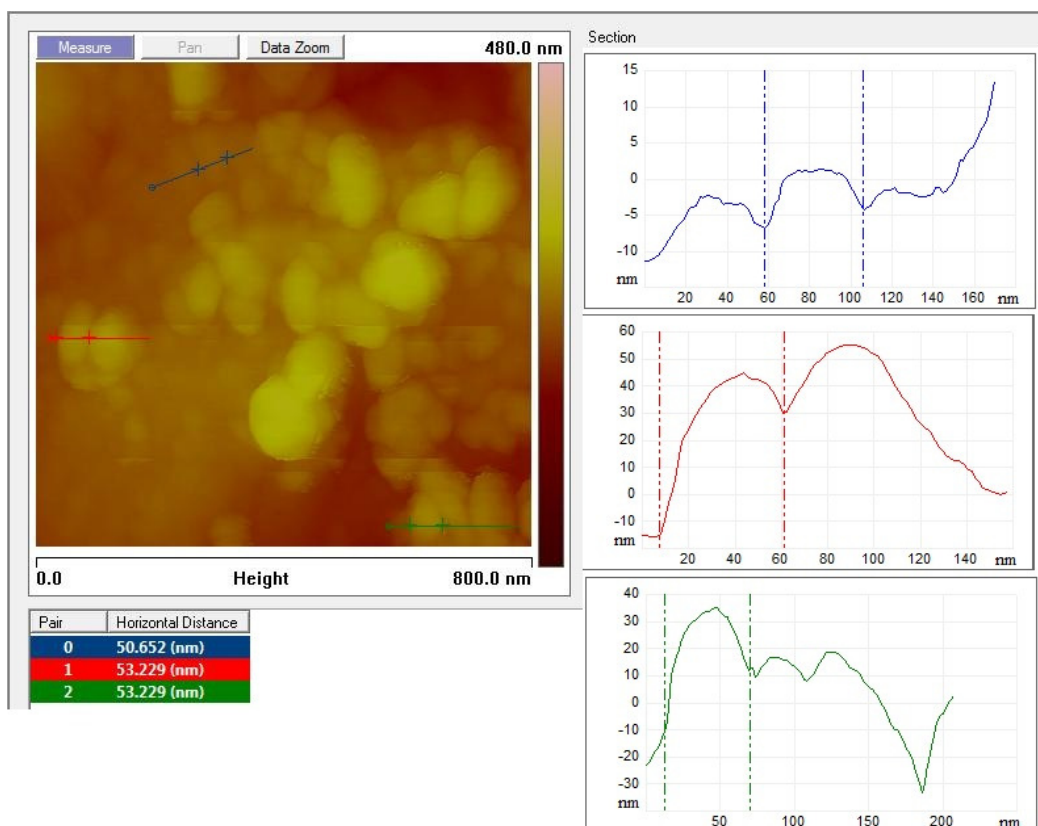 Measure Pan Data Zoom 480.0 nm
0.0 Height 800.0 nm
Pair Horizontal Distance
0 50.652 (nm)
1 53.229 (nm)
2 53.229 (nm)
Section
15
10
5
0
-5
-10
nm
20 40 60 80 100 120 140 160 nm
60
50
40
30
20
10
0
-10
nm
20 40 60 80 100 120 140 nm
40
30
20
10
0
-10
-20
-30
nm
50 100 150 200 nm